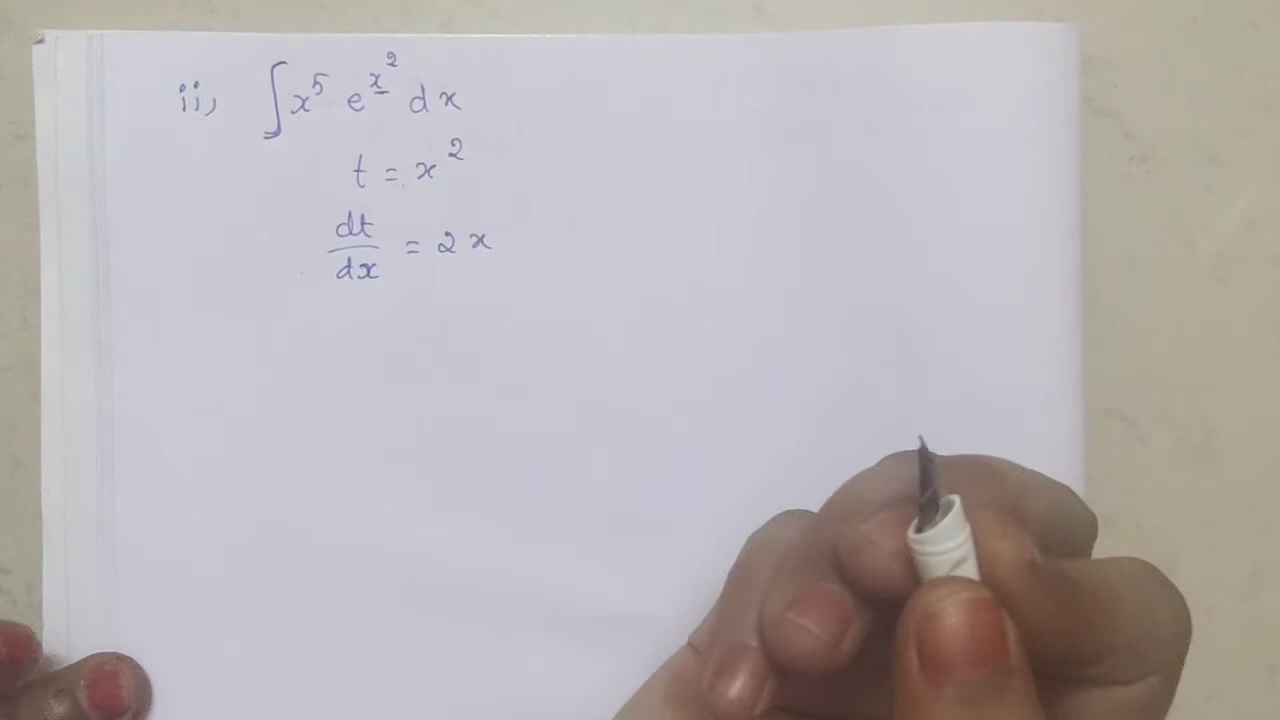 ii, ∫ x⁵ e^x² dx
t = x²
dt/dx = 2x